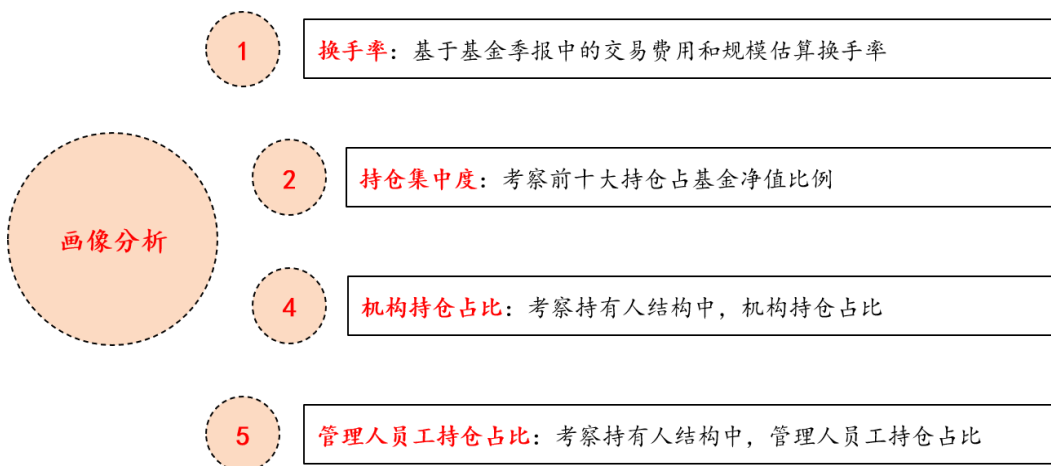 1
换手率：基于基金季报中的交易费用和规模估算换手率
2
持仓集中度：考察前十大持仓占基金净值比例
画像分析
4
机构持仓占比：考察持有人结构中，机构持仓占比
5
管理人员工持仓占比：考察持有人结构中，管理人员工持仓占比